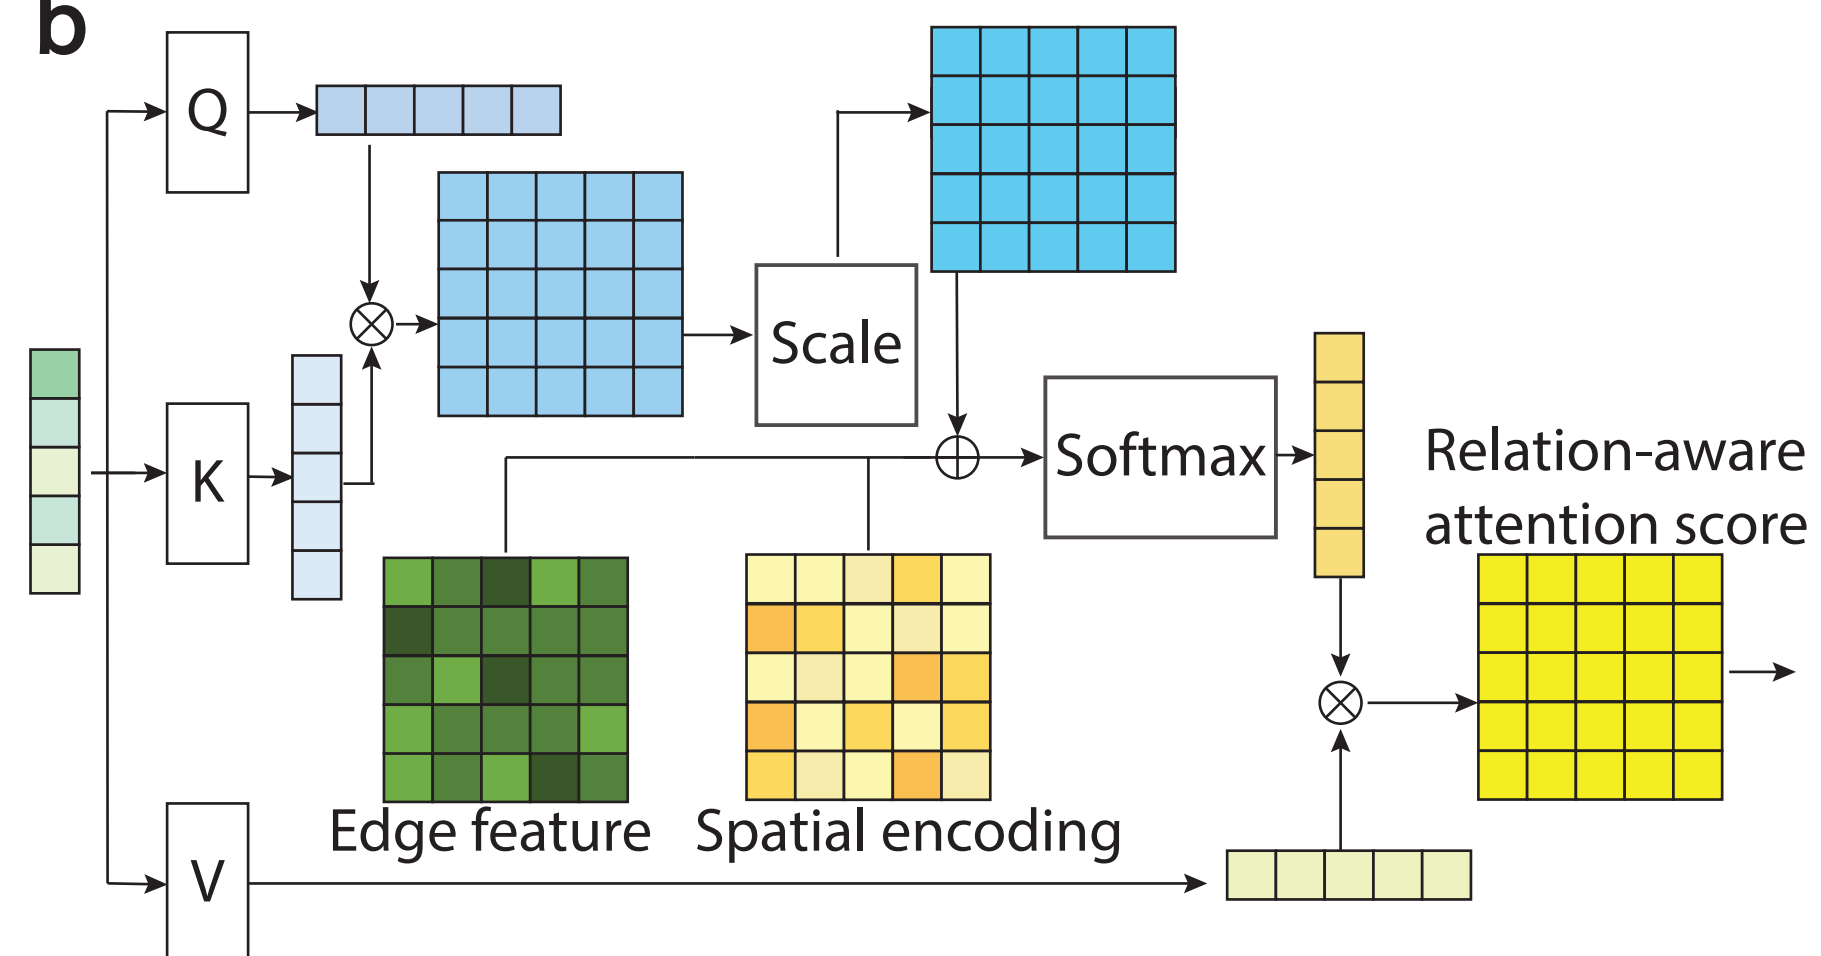 b
Q
Scale
K
Softmax
Relation-aware
attention score
Edge feature
Spatial encoding
V